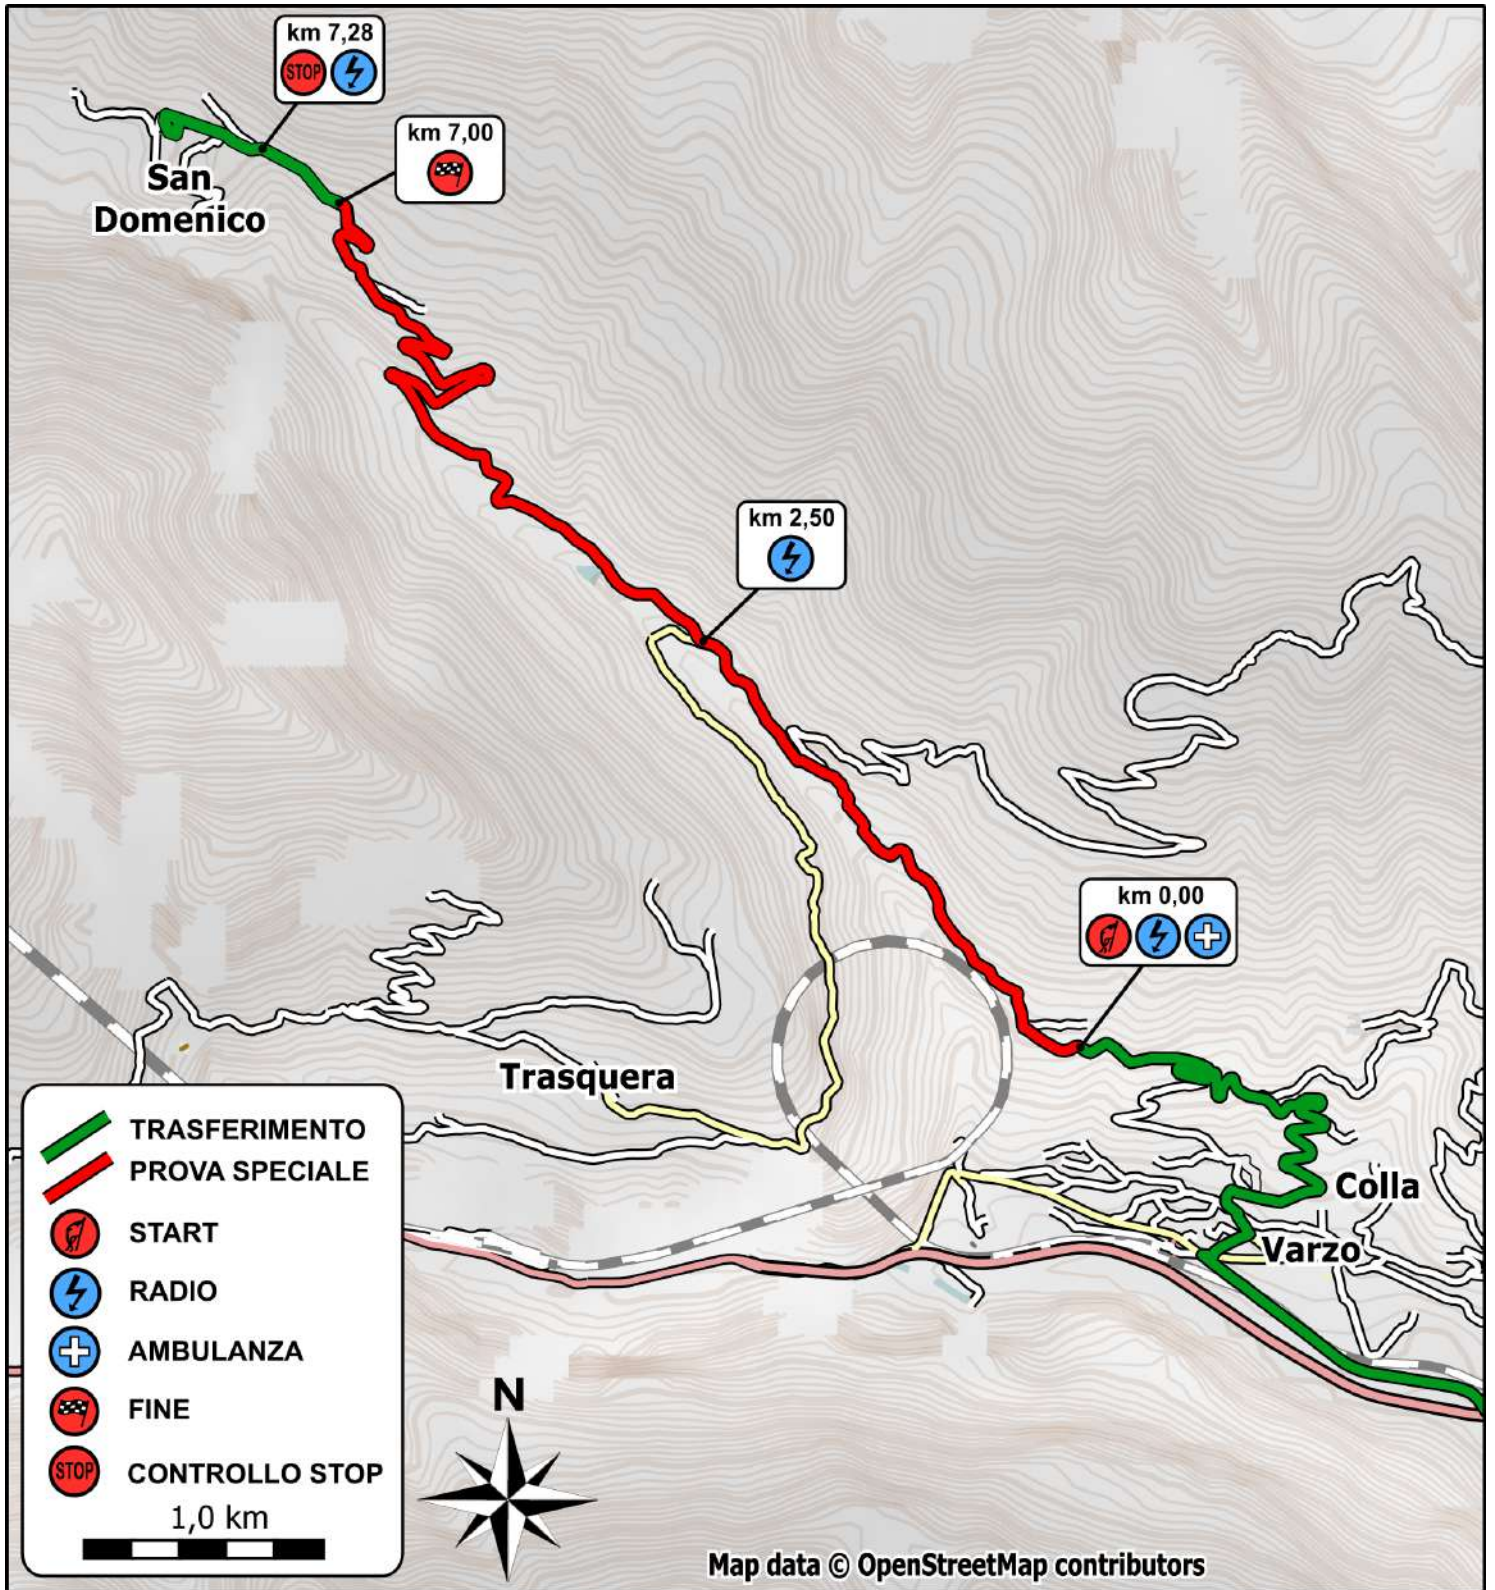 km 7,28
STOP
km 7,00
San
Domenico
km 2,50
km 0,00
Trasquera
Colla
Varzo
TRASFERIMENTO
PROVA SPECIALE
START
RADIO
AMBULANZA
FINE
STOP CONTROLLO STOP
1,0 km
N
Map data © OpenStreetMap contributors